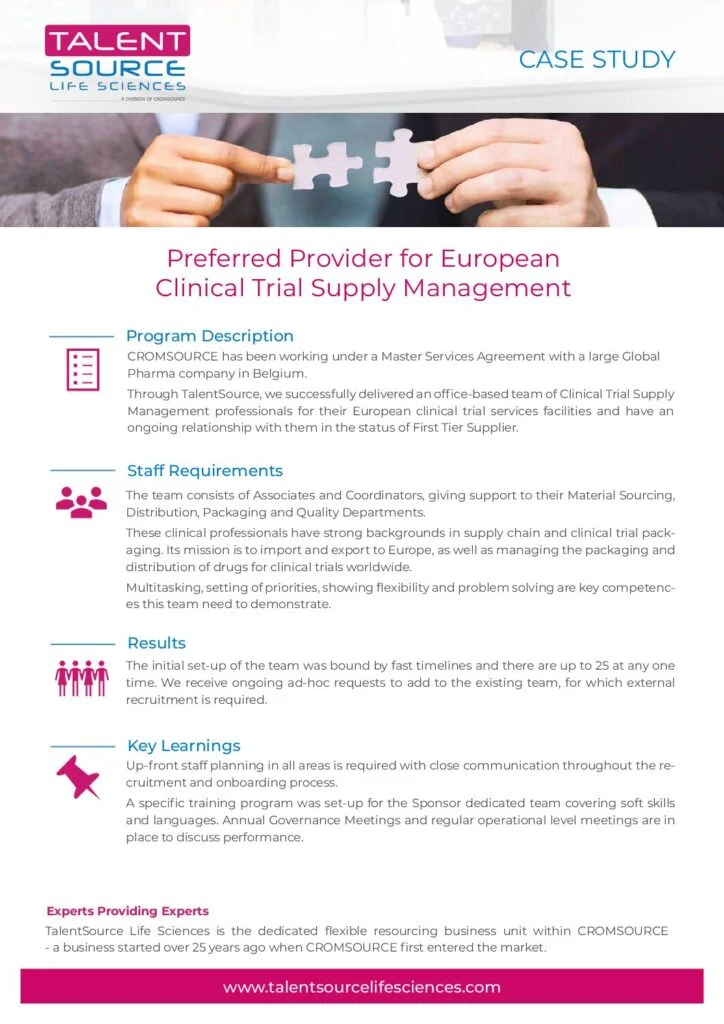 TALENT
SOURCE
LIFE SCIENCES
A DIVISION OF CROMSOURCE
CASE STUDY
Preferred Provider for European
Clinical Trial Supply Management
Program Description
CROMSOURCE has been working under a Master Services Agreement with a large Global
Pharma company in Belgium.
Through TalentSource, we successfully delivered an office-based team of Clinical Trial Supply
Management professionals for their European clinical trial services facilities and have an
ongoing relationship with them in the status of First Tier Supplier.
Staff Requirements
The team consists of Associates and Coordinators, giving support to their Material Sourcing,
Distribution, Packaging and Quality Departments.
These clinical professionals have strong backgrounds in supply chain and clinical trial pack-
aging. Its mission is to import and export to Europe, as well as managing the packaging and
distribution of drugs for clinical trials worldwide.
Multitasking, setting of priorities, showing flexibility and problem solving are key competenc-
es this team need to demonstrate.
Results
The initial set-up of the team was bound by fast timelines and there are up to 25 at any one
time. We receive ongoing ad-hoc requests to add to the existing team, for which external
recruitment is required.
Key Learnings
Up-front staff planning in all areas is required with close communication throughout the re-
cruitment and onboarding process.
A specific training program was set-up for the Sponsor dedicated team covering soft skills
and languages. Annual Governance Meetings and regular operational level meetings are in
place to discuss performance.
Experts Providing Experts
TalentSource Life Sciences is the dedicated flexible resourcing business unit within CROMSOURCE
- a business started over 25 years ago when CROMSOURCE first entered the market.
www.talentsourcelifesciences.com